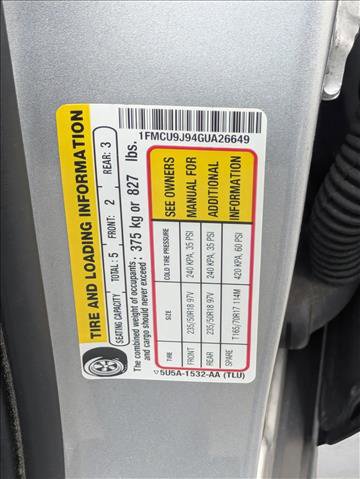 1FMCU9J94GUA26649
TIRE AND LOADING INFORMATION
SEATING CAPACITY TOTAL: 5 FRONT: 2 REAR: 3
The combined weight of occupants and cargo should never exceed : 375 kg or 827 lbs.
TIRE SIZE COLD TIRE PRESSURE
FRONT 235/50R18 97V 240 KPA, 35 PSI
REAR 235/50R18 97V 240 KPA, 35 PSI
SPARE T165/70R17 114M 420 KPA, 60 PSI
SEE OWNERS
MANUAL FOR
ADDITIONAL
INFORMATION
5U5A-1532-AA (TLU)